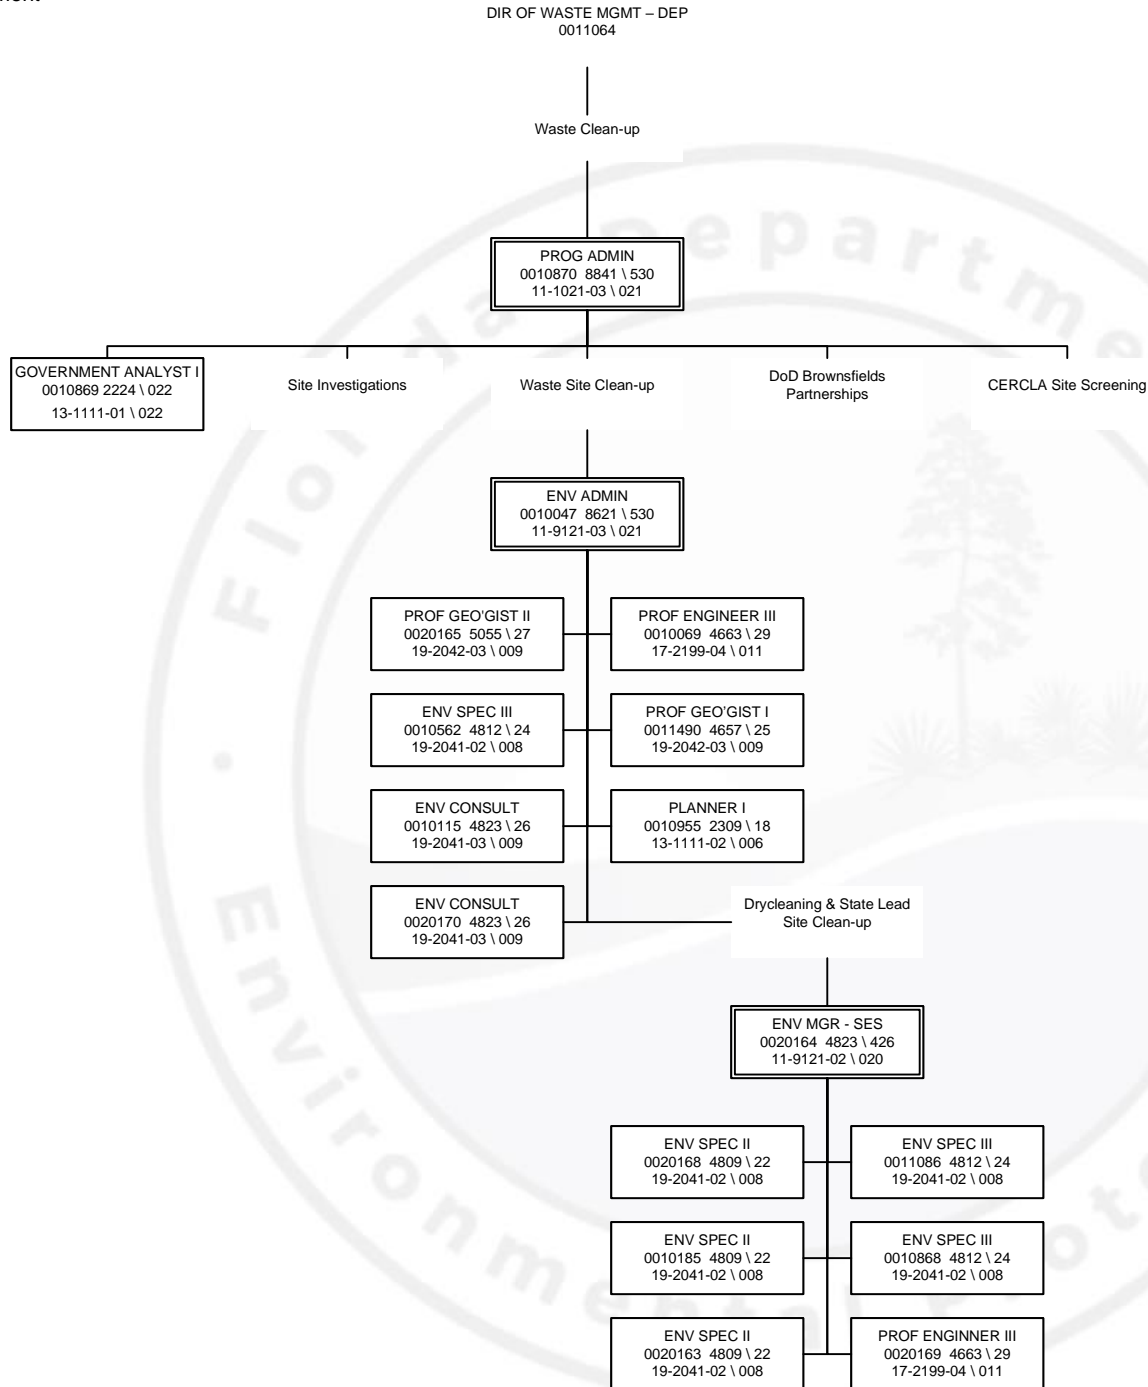 ment
DIR OF WASTE MGMT – DEP
0011064
Waste Clean-up
PROG ADMIN
0010870 8841 \ 530
11-1021-03 \ 021
GOVERNMENT ANALYST I
0010869 2224 \ 022
13-1111-01 \ 022
Site Investigations
Waste Site Clean-up
DoD Brownsfields
Partnerships
CERCLA Site Screening
ENV ADMIN
0010047 8621 \ 530
11-9121-03 \ 021
PROF GEO'GIST II
0020165 5055 \ 27
19-2042-03 \ 009
PROF ENGINEER III
0010069 4663 \ 29
17-2199-04 \ 011
ENV SPEC III
0010562 4812 \ 24
19-2041-02 \ 008
PROF GEO'GIST I
0011490 4657 \ 25
19-2042-03 \ 009
ENV CONSULT
0010115 4823 \ 26
19-2041-03 \ 009
PLANNER I
0010955 2309 \ 18
13-1111-02 \ 006
ENV CONSULT
0020170 4823 \ 26
19-2041-03 \ 009
Drycleaning & State Lead
Site Clean-up
ENV MGR - SES
0020164 4823 \ 426
11-9121-02 \ 020
ENV SPEC II
0020168 4809 \ 22
19-2041-02 \ 008
ENV SPEC III
0011086 4812 \ 24
19-2041-02 \ 008
ENV SPEC II
0010185 4809 \ 22
19-2041-02 \ 008
ENV SPEC III
0010868 4812 \ 24
19-2041-02 \ 008
ENV SPEC II
0020163 4809 \ 22
19-2041-02 \ 008
PROF ENGINNER III
0020169 4663 \ 29
17-2199-04 \ 011